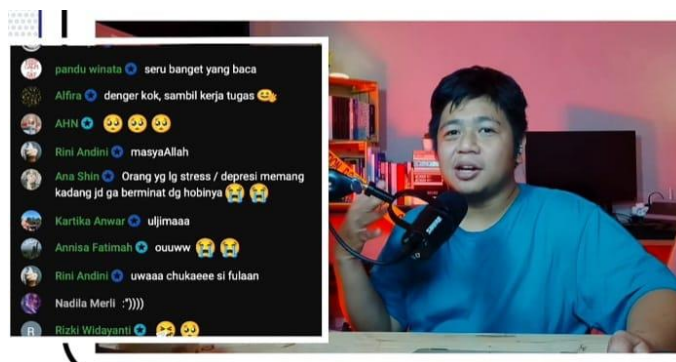 pandu winata seru banget yang baca
Alfira denger kok, sambil kerja tugas
AHN
Rini Andini masyaAllah
Ana Shin Orang yg lg stress / depresi memang
kadang jd ga berminat dg hobinya
Kartika Anwar uljimaaa
Annisa Fatimah ouuww
Rini Andini uwaaa chukaeee si fulaan
Nadila Merli :"))))
R Rizki Widayanti